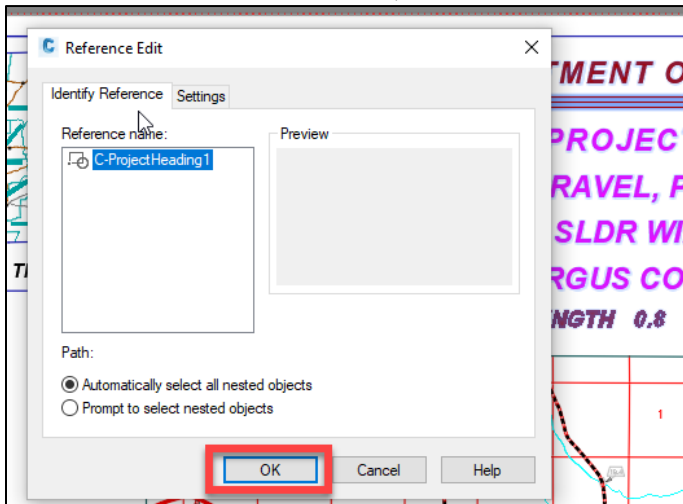 Reference Edit
Identify Reference
Settings
Reference name:
Preview
C-ProjectHeading1
Path:
Automatically select all nested objects
Prompt to select nested objects
OK
Cancel
Help
TMENT O
PROJEC
RAVEL, P
SLDR WI
RGUS CO
NGTH 0.8
1